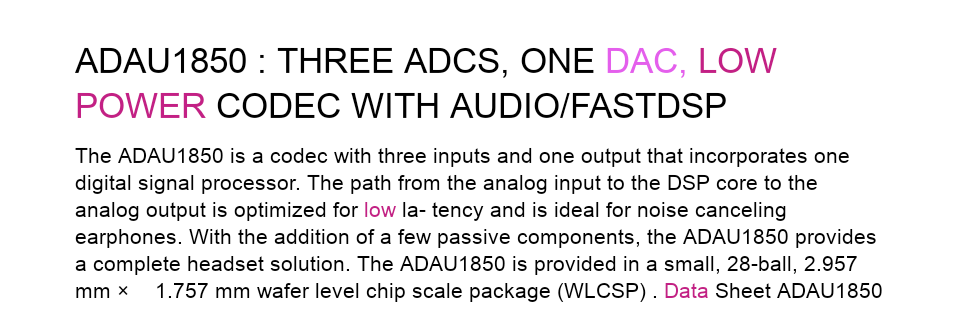 ADAU1850 : THREE ADCS, ONE DAC, LOW
POWER CODEC WITH AUDIO/FASTDSP
The ADAU1850 is a codec with three inputs and one output that incorporates one
digital signal processor. The path from the analog input to the DSP core to the
analog output is optimized for low la- tency and is ideal for noise canceling
earphones. With the addition of a few passive components, the ADAU1850 provides
a complete headset solution. The ADAU1850 is provided in a small, 28-ball, 2.957
mm × 1.757 mm wafer level chip scale package (WLCSP) . Data Sheet ADAU1850